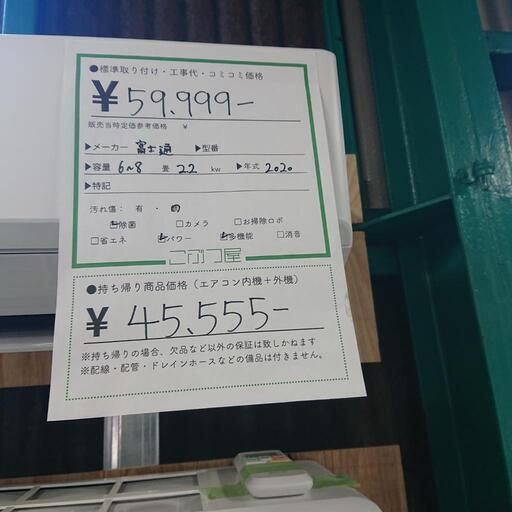 ●標準取り付け・工事代・コミコミ価格
¥59,999-
販売当時定価参考価格 ¥
▶メーカー 富士通 ▶型番
▶容量 6~8 畳 2.2 kw ▶年式 2020
▶特記
汚れ傷: 有・
☑除菌 □カメラ □お掃除ロボ
□省エネ ☑パワー ☑多機能 □消音
こぶつ屋
●持ち帰り商品価格(エアコン内機+外機)
¥ 45,555-
※持ち帰りの場合、欠品など以外の保証は致しかねます
※配線・配管・ドレインホースなどの備品は付きません。